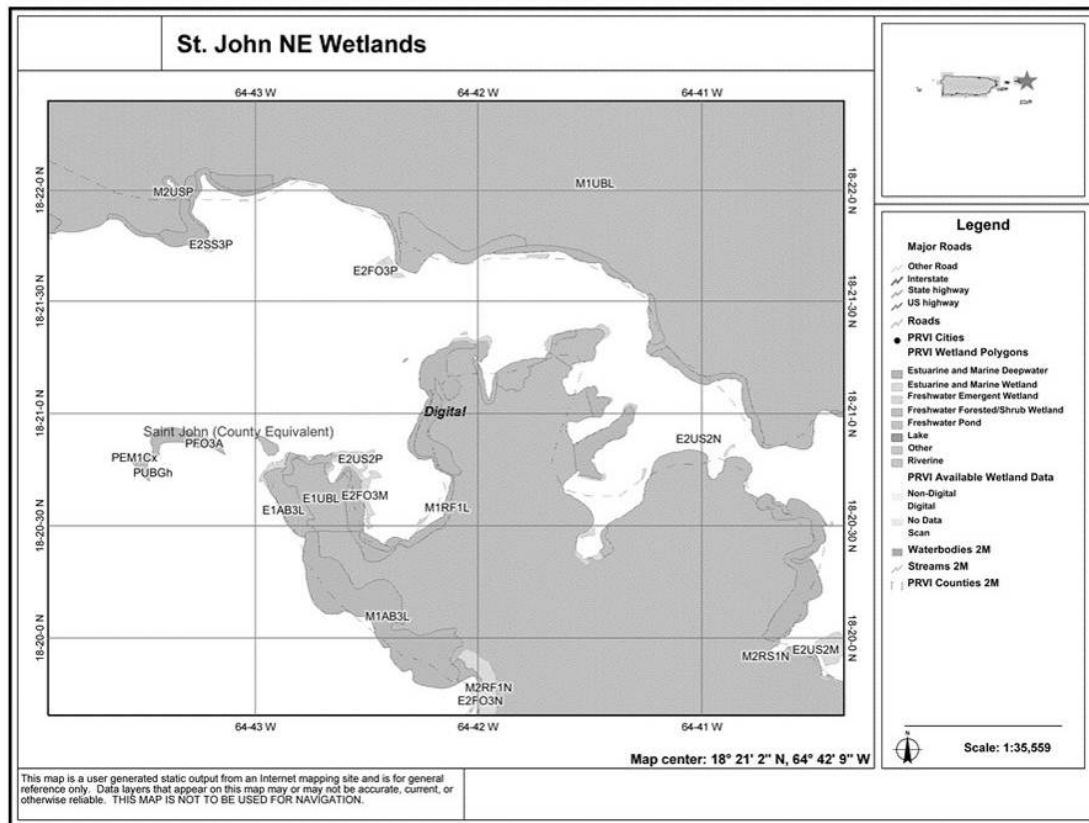 St. John NE Wetlands
64-43 W
64-42 W
64-41 W
18-22-0 N
M2USP
M1UBL
18-22-0 N
E2SS3P
E2FO3P
18-21-30 N
18-21-30 N
18-21-0 N
Digital
18-21-0 N
Saint John (County Equivalent)
PFO3A
E2US2N
PEM1Cx
E2US2P
PUBGh
E1UBL
E2FO3M
E1AB3L
M1RF1L
18-20-30 N
18-20-30 N
M1AB3L
18-20-0 N
18-20-0 N
M2RS1N
E2US2M
M2RF1N
E2FO3N
64-43 W
64-42 W
64-41 W
Map center: 18° 21' 2" N, 64° 42' 9" W
Legend
Major Roads
Other Road
Interstate
State highway
US highway
Roads
PRVI Cities
PRVI Wetland Polygons
Estuarine and Marine Deepwater
Estuarine and Marine Wetland
Freshwater Emergent Wetland
Freshwater Forested/Shrub Wetland
Freshwater Pond
Lake
Other
Riverine
PRVI Available Wetland Data
Non-Digital
Digital
No Data
Scan
Waterbodies 2M
Streams 2M
PRVI Counties 2M
N
Scale: 1:35,559
This map is a user generated static output from an Internet mapping site and is for general
reference only. Data layers that appear on this map may or may not be accurate, current, or
otherwise reliable. THIS MAP IS NOT TO BE USED FOR NAVIGATION.